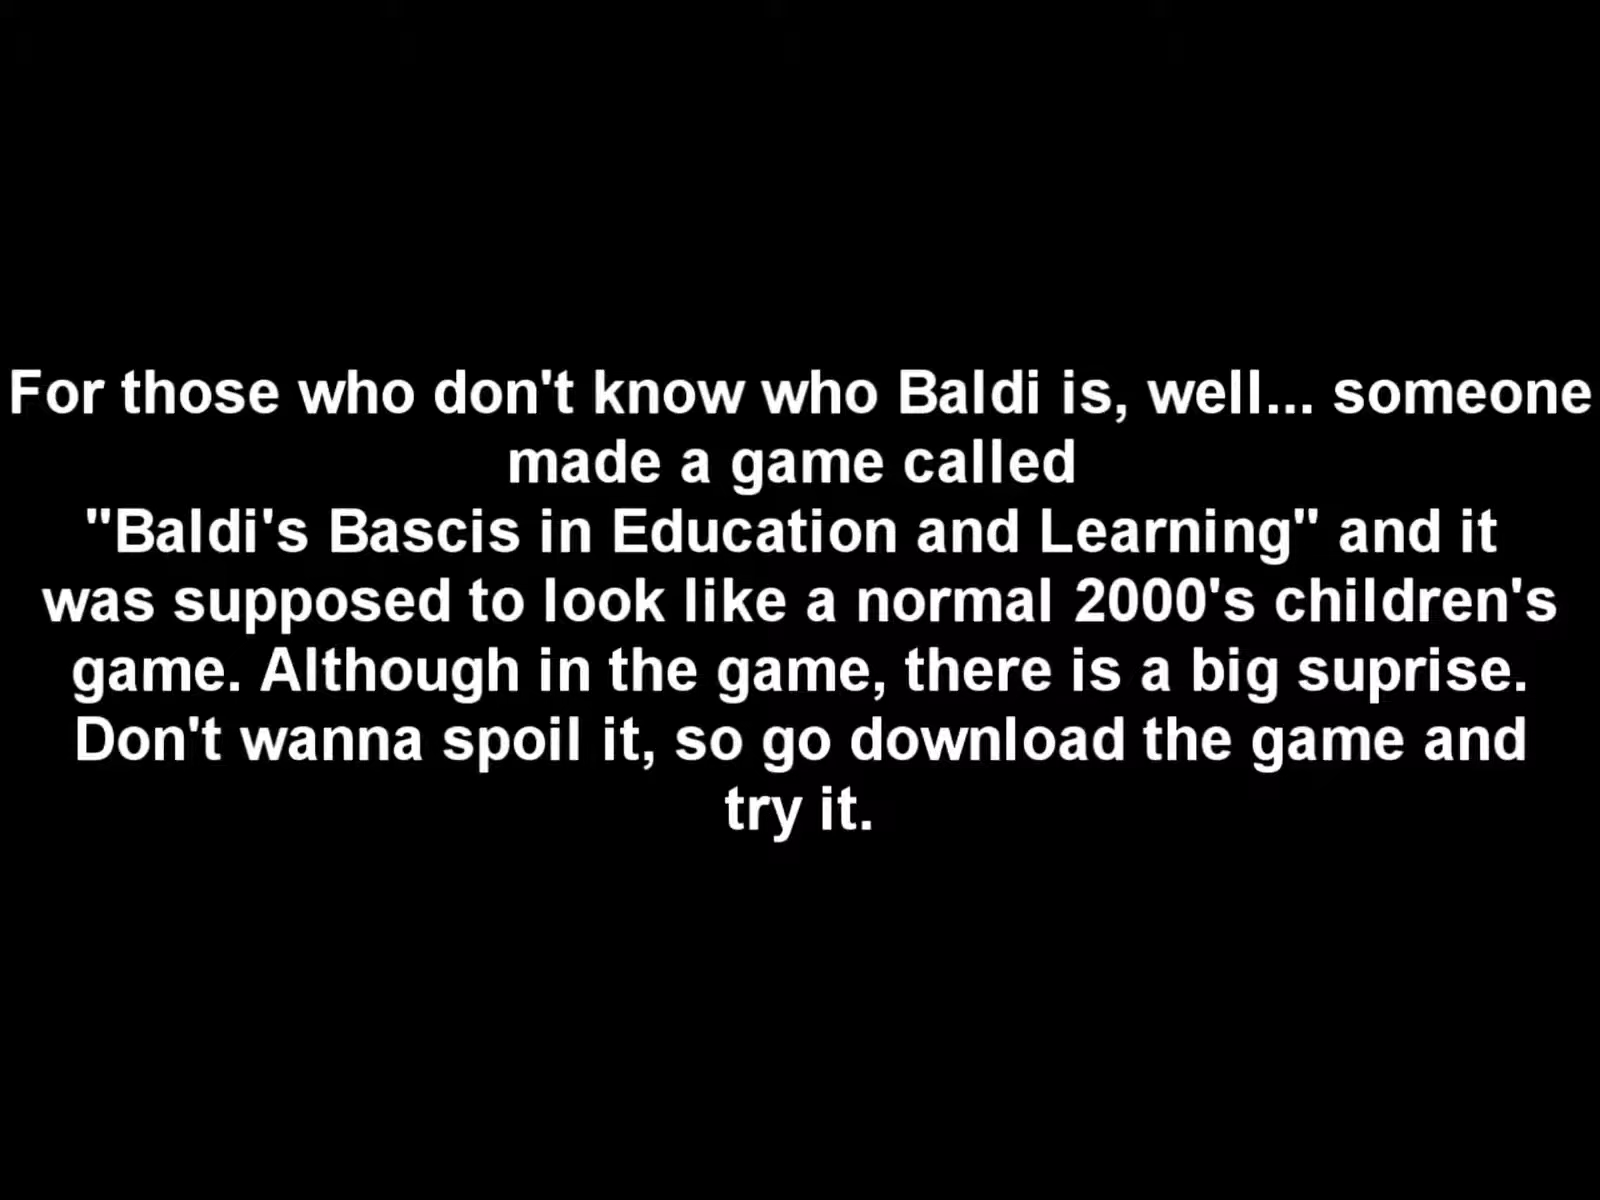 For those who don't know who Baldi is, well... someone
made a game called
"Baldi's Bascis in Education and Learning" and it
was supposed to look like a normal 2000's children's
game. Although in the game, there is a big suprise.
Don't wanna spoil it, so go download the game and
try it.